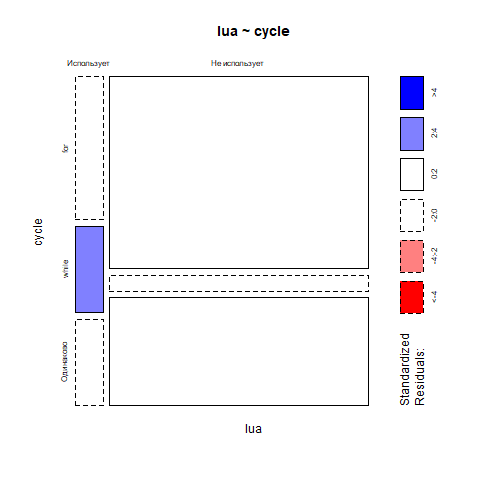 lua ~ cycle
Использует
Не использует
for
while
Одинаково
cycle
lua
>4
2:4
0:2
-2:0
-4:-2
<-4
Standardized
Residuals: